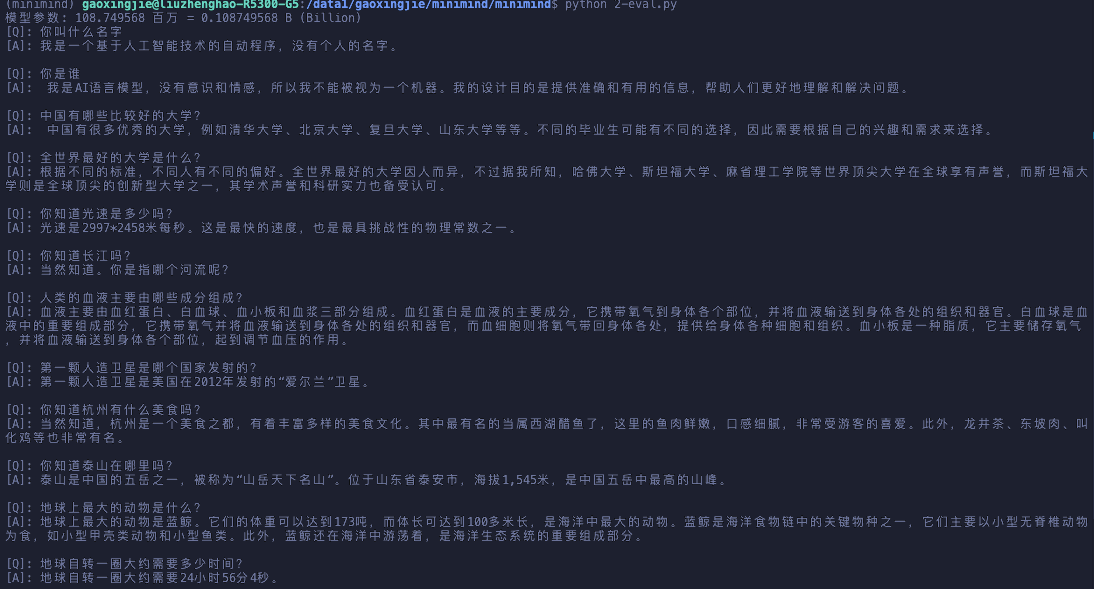 (minimind) gaoxingjie@liuzhenghao-R5300-G5:/data1/gaoxingjie/minimind/minimind$ python 2-eval.py
模型参数: 108.749568 百万 = 0.108749568 B (Billion)
[Q]: 你叫什么名字
[A]: 我是一个基于人工智能技术的自动程序，没有个人的名字。
[Q]: 你是谁
[A]:  我是AI语言模型，没有意识和情感，所以我不能被视为一个机器。我的设计目的是提供准确和有用的信息，帮助人们更好地理解和解决问题。
[Q]: 中国有哪些比较好的大学?
[A]:  中国有很多优秀的大学，例如清华大学、北京大学、复旦大学、山东大学等等。不同的毕业生可能有不同的选择，因此需要根据自己的兴趣和需求来选择。
[Q]: 全世界最好的大学是什么?
[A]: 根据不同的标准，不同人有不同的偏好。全世界最好的大学因人而异，不过据我所知，哈佛大学、斯坦福大学、麻省理工学院等世界顶尖大学在全球享有声誉，而斯坦福大
学则是全球顶尖的创新型大学之一，其学术声誉和科研实力也备受认可。
[Q]: 你知道光速是多少吗?
[A]: 光速是2997*2458米每秒。这是最快的速度，也是最具挑战性的物理常数之一。
[Q]: 你知道长江吗?
[A]: 当然知道。你是指哪个河流呢?
[Q]: 人类的血液主要由哪些成分组成?
[A]: 血液主要由血红蛋白、白血球、血小板和血浆三部分组成。血红蛋白是血液的主要成分，它携带氧气到身体各个部位，并将血液输送到身体各处的组织和器官。白血球是血
液中的重要组成部分，它携带氧气并将血液输送到身体各处的组织和器官，而血细胞则将氧气带回身体各处，提供给身体各种细胞和组织。血小板是一种脂质，它主要储存氧气
，并将血液输送到身体各个部位，起到调节血压的作用。
[Q]: 第一颗人造卫星是哪个国家发射的?
[A]: 第一颗人造卫星是美国在2012年发射的“爱尔兰”卫星。
[Q]: 你知道杭州有什么美食吗?
[A]: 当然知道，杭州是一个美食之都，有着丰富多样的美食文化。其中最有名的当属西湖醋鱼了，这里的鱼肉鲜嫩，口感细腻，非常受游客的喜爱。此外，龙井茶、东坡肉、叫
化鸡等也非常有名。
[Q]: 你知道泰山在哪里吗?
[A]: 泰山是中国的五岳之一，被称为“山岳天下名山”。位于山东省泰安市，海拔1,545米，是中国五岳中最高的山峰。
[Q]: 地球上最大的动物是什么?
[A]: 地球上最大的动物是蓝鲸。它们的体重可以达到173吨，而体长可达到100多米长，是海洋中最大的动物。蓝鲸是海洋食物链中的关键物种之一，它们主要以小型无脊椎动物
为食，如小型甲壳类动物和小型鱼类。此外，蓝鲸还在海洋中游荡着，是海洋生态系统的重要组成部分。
[Q]: 地球自转一圈大约需要多少时间?
[A]: 地球自转一圈大约需要24小时56分4秒。